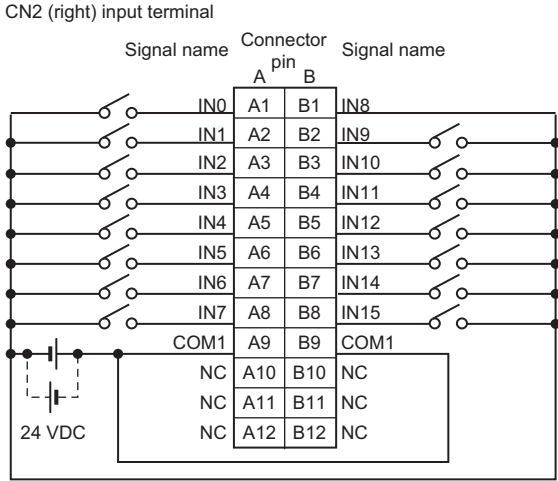 CN2 (right) input terminal
Signal name Connector pin Signal name
A B
IN0 A1 B1 IN8
IN1 A2 B2 IN9
IN2 A3 B3 IN10
IN3 A4 B4 IN11
IN4 A5 B5 IN12
IN5 A6 B6 IN13
IN6 A7 B7 IN14
IN7 A8 B8 IN15
COM1 A9 B9 COM1
NC A10 B10 NC
NC A11 B11 NC
24 VDC NC A12 B12 NC